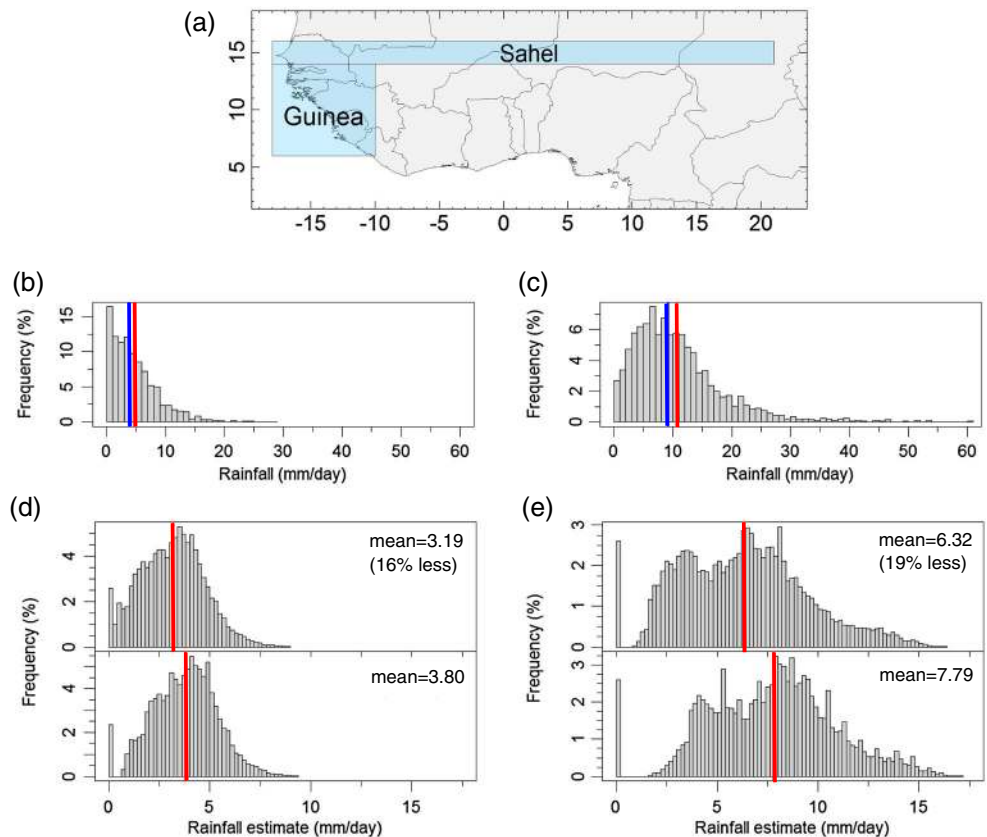 (a)
15
10
5
Sahel
Guinea
-15 -10 -5 0 5 10 15 20
(b)
Frequency (%)
15
10
5
0
0 10 20 30 40 50 60
Rainfall (mm/day)
(c)
Frequency (%)
6
4
2
0
0 10 20 30 40 50 60
Rainfall (mm/day)
(d)
Frequency (%)
4
2
0
mean=3.19
(16% less)
Frequency (%)
4
2
0
mean=3.80
0 5 10 15
Rainfall estimate (mm/day)
(e)
Frequency (%)
3
2
1
0
mean=6.32
(19% less)
Frequency (%)
3
2
1
0
mean=7.79
0 5 10 15
Rainfall estimate (mm/day)